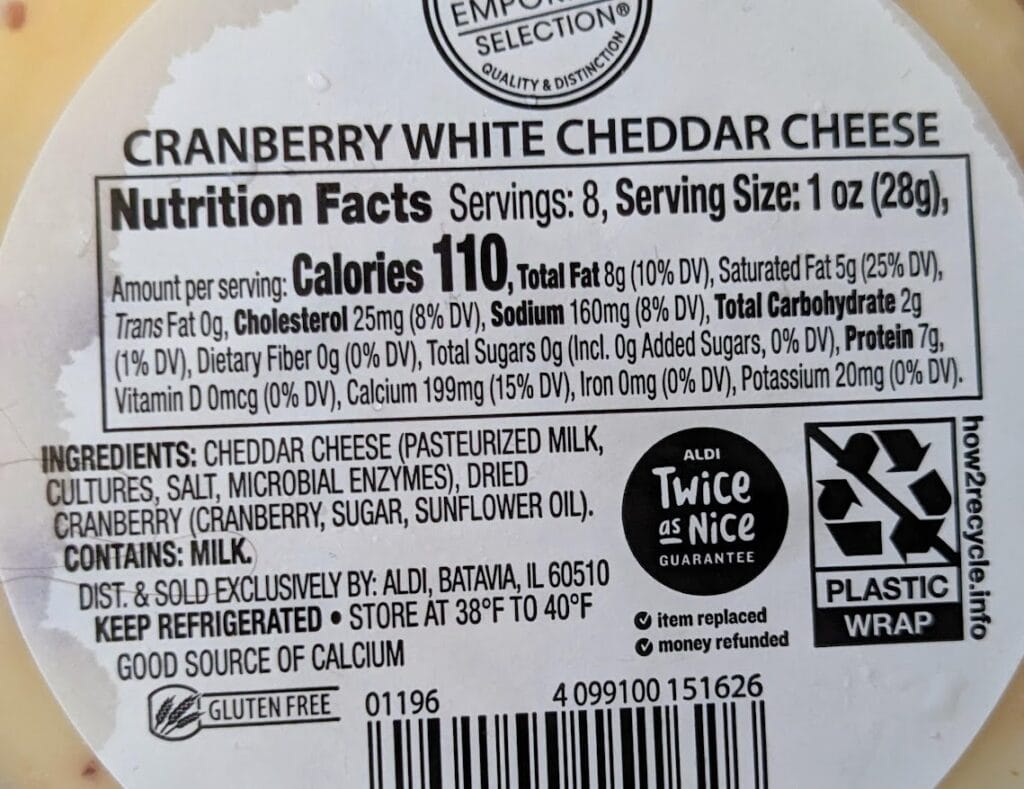 SELECTION®
QUALITY & DISTINCTION
CRANBERRY WHITE CHEDDAR CHEESE
Nutrition Facts Servings: 8, Serving Size: 1 oz (28g),
Amount per serving: Calories 110, Total Fat 8g (10% DV), Saturated Fat 5g (25% DV),
Trans Fat 0g, Cholesterol 25mg (8% DV), Sodium 160mg (8% DV), Total Carbohydrate 2g
(1% DV), Dietary Fiber 0g (0% DV), Total Sugars 0g (Incl. 0g Added Sugars, 0% DV), Protein 7g,
Vitamin D 0mcg (0% DV), Calcium 199mg (15% DV), Iron 0mg (0% DV), Potassium 20mg (0% DV).
INGREDIENTS: CHEDDAR CHEESE (PASTEURIZED MILK,
CULTURES, SALT, MICROBIAL ENZYMES), DRIED
CRANBERRY (CRANBERRY, SUGAR, SUNFLOWER OIL).
CONTAINS: MILK.
DIST. & SOLD EXCLUSIVELY BY: ALDI, BATAVIA, IL 60510
KEEP REFRIGERATED • STORE AT 38°F TO 40°F
GOOD SOURCE OF CALCIUM
GLUTEN FREE
ALDI
Twice
as Nice
GUARANTEE
item replaced
money refunded
PLASTIC
WRAP
how2recycle.info
01196
4 099100 151626